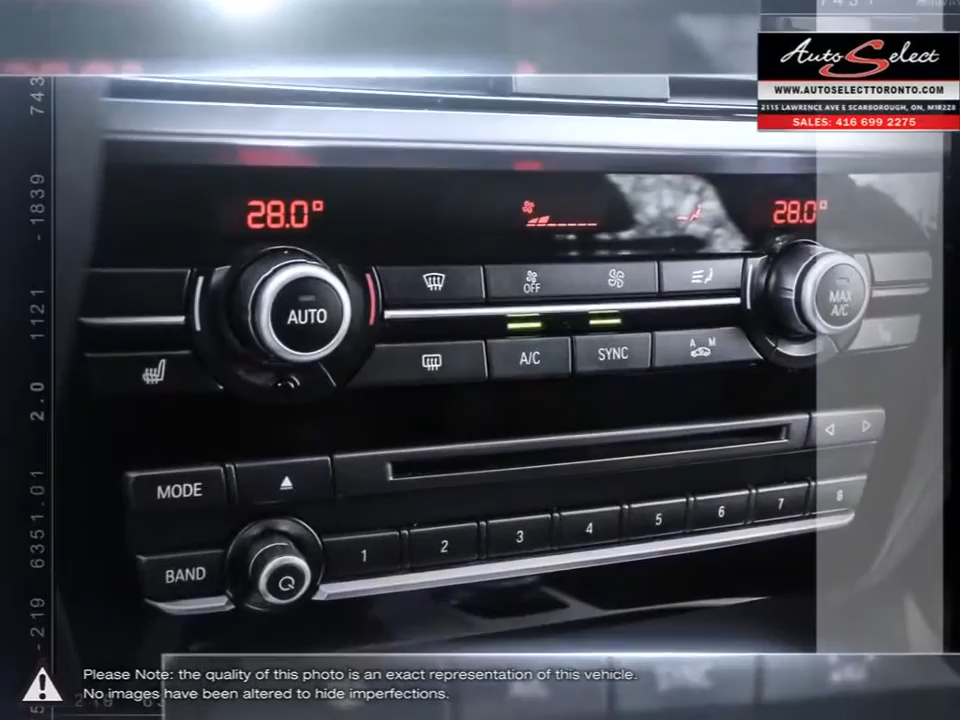 AutoSelect
WWW.AUTOSELECTTORONTO.COM
2115 LAWRENCE AVE E SCARBOROUGH, ON, M1R2Z8
SALES: 416 699 2275
28.0°
28.0°
AUTO
OFF
MAX
A/C
A/C
SYNC
A M
MODE
BAND
1 2 3 4 5 6 7 8
743
- 1839
1121
2.0
6351.01
- 219
Please Note: the quality of this photo is an exact representation of this vehicle.
No images have been altered to hide imperfections.